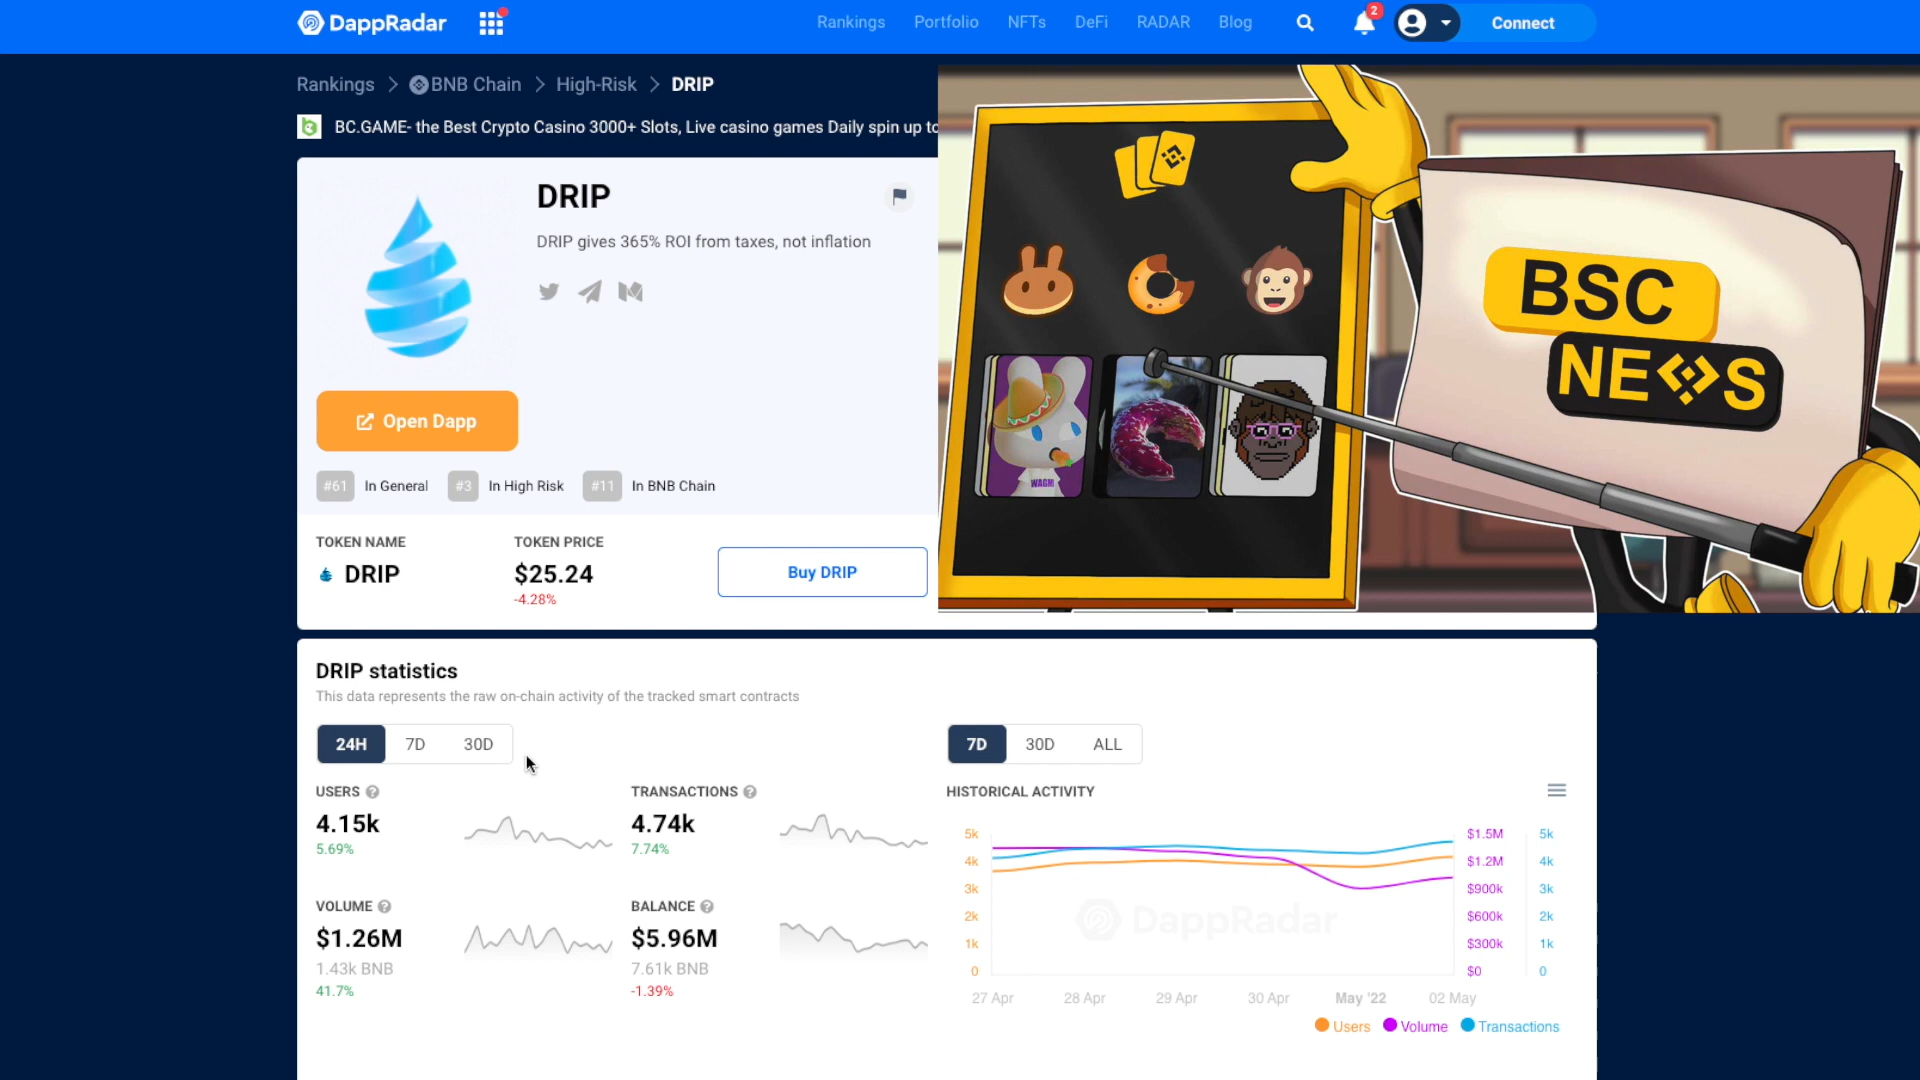 DappRadar
Rankings Portfolio NFTs DeFi RADAR Blog
2
Connect
Rankings > BNB Chain > High-Risk > DRIP
BC.GAME- the Best Crypto Casino 3000+ Slots, Live casino games Daily spin up to
DRIP
DRIP gives 365% ROI from taxes, not inflation
Open Dapp
#61 In General #3 In High Risk #11 In BNB Chain
TOKEN NAME TOKEN PRICE
DRIP $25.24
-4.28%
Buy DRIP
WAGM
BSC
NEWS
DRIP statistics
This data represents the raw on-chain activity of the tracked smart contracts
24H 7D 30D
USERS
4.15k
5.69%
TRANSACTIONS
4.74k
7.74%
VOLUME
$1.26M
1.43k BNB
41.7%
BALANCE
$5.96M
7.61k BNB
-1.39%
7D 30D ALL
HISTORICAL ACTIVITY
5k $1.5M 5k
4k $1.2M 4k
3k $900k 3k
2k $600k 2k
1k $300k 1k
0 $0 0
DappRadar
27 Apr 28 Apr 29 Apr 30 Apr May '22 02 May
Users Volume Transactions